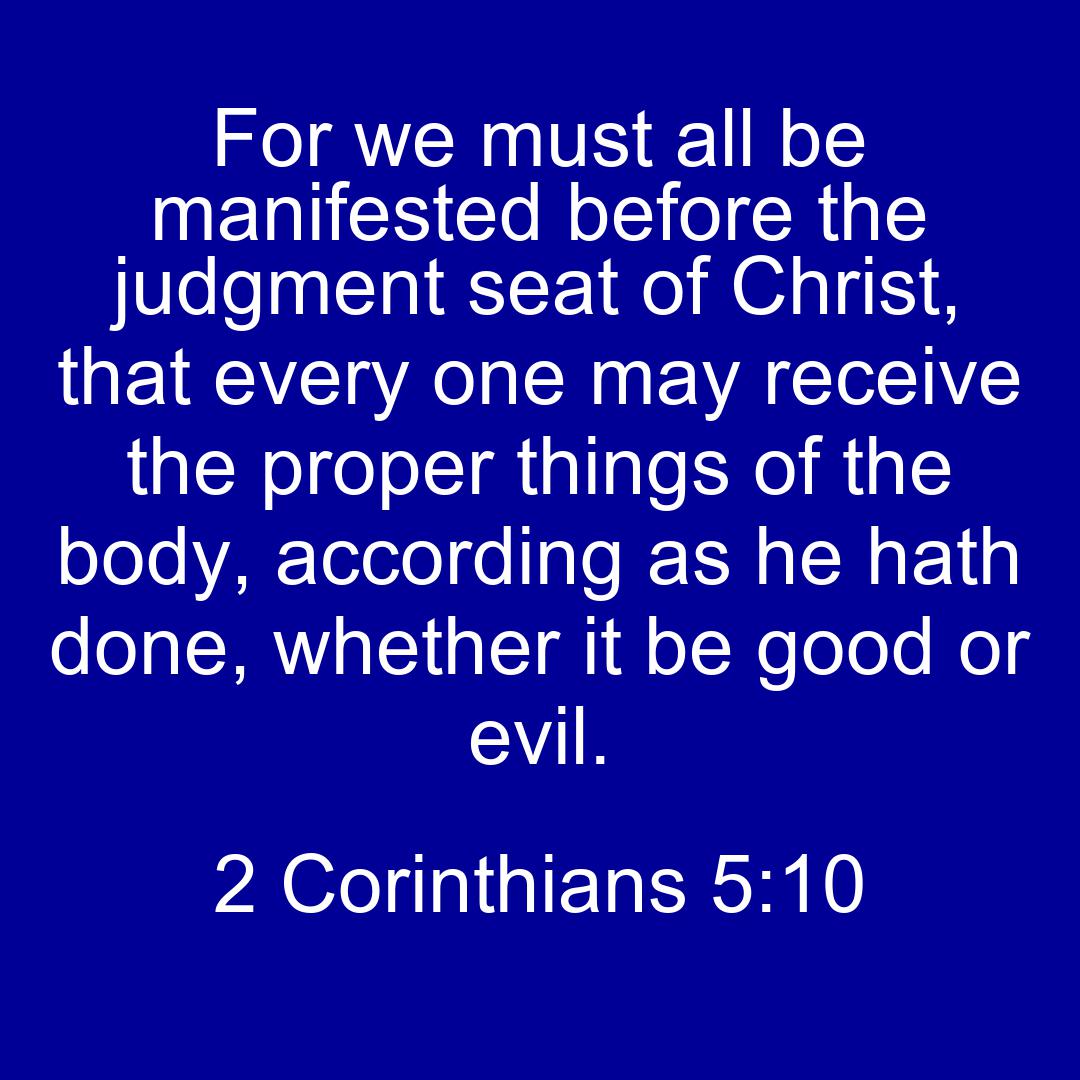 For we must all be
manifested before the
judgment seat of Christ,
that every one may receive
the proper things of the
body, according as he hath
done, whether it be good or
evil.
2 Corinthians 5:10